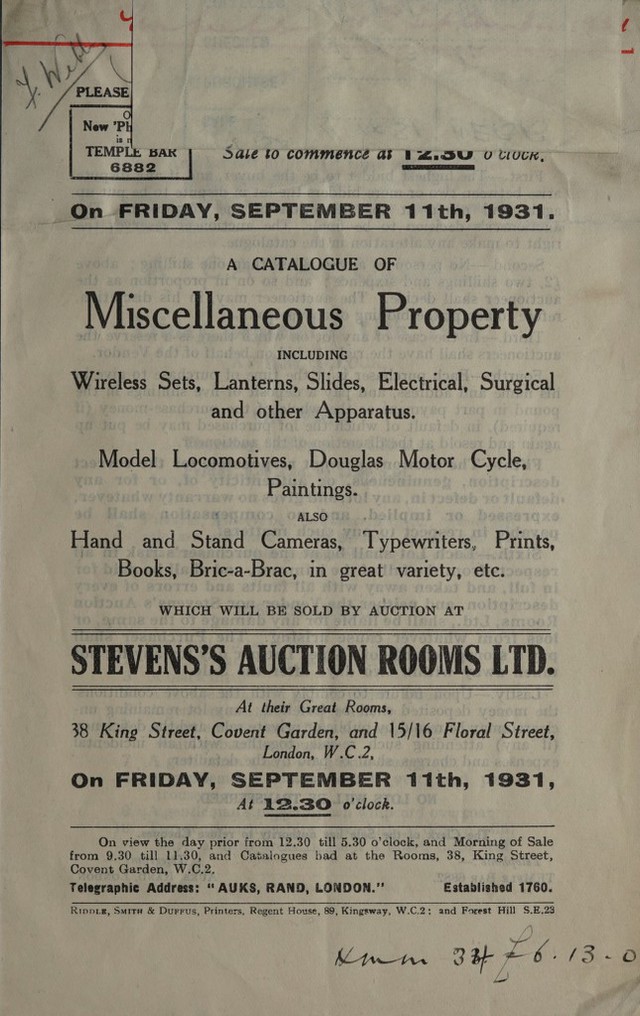 PLEASE
New 'Ph
is n
TEMPLE BAR
6882
Sale to commence at 12.30 o'clock.
On FRIDAY, SEPTEMBER 11th, 1931.
A CATALOGUE OF
Miscellaneous Property
INCLUDING
Wireless Sets, Lanterns, Slides, Electrical, Surgical
and other Apparatus.
Model Locomotives, Douglas Motor Cycle,
Paintings.
ALSO
Hand and Stand Cameras, Typewriters, Prints,
Books, Bric-a-Brac, in great variety, etc.
WHICH WILL BE SOLD BY AUCTION AT
STEVENS'S AUCTION ROOMS LTD.
At their Great Rooms,
38 King Street, Covent Garden, and 15/16 Floral Street,
London, W.C.2,
On FRIDAY, SEPTEMBER 11th, 1931,
At 12.30 o'clock.
On view the day prior from 12.30 till 5.30 o'clock, and Morning of Sale
from 9.30 till 11.30, and Catalogues had at the Rooms, 38, King Street,
Covent Garden, W.C.2.
Telegraphic Address: "AUKS, RAND, LONDON." Established 1760.
RIDDLE, SMITH & DUFFUS, Printers, Regent House, 89, Kingsway, W.C.2; and Forest Hill S.E.23
£6.13-0